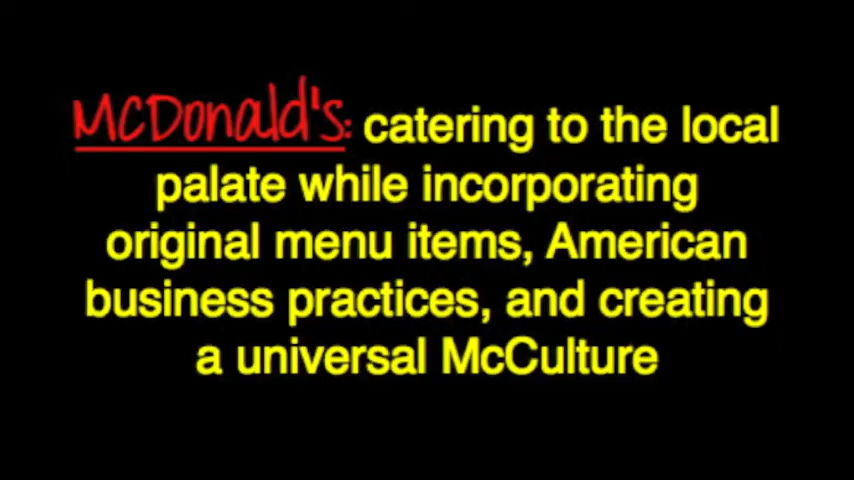 McDonald's: catering to the local
palate while incorporating
original menu items, American
business practices, and creating
a universal McCulture